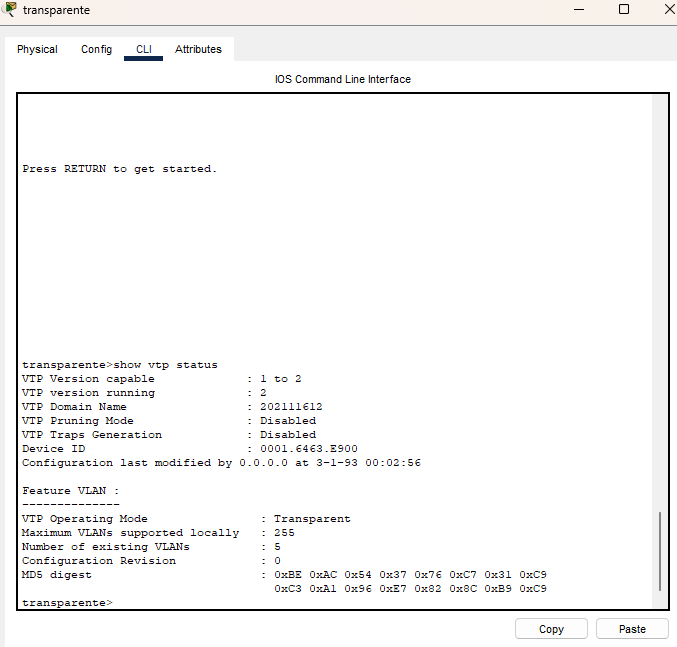 transparente
Physical Config CLI Attributes
IOS Command Line Interface
Press RETURN to get started.
transparente>show vtp status
VTP Version capable : 1 to 2
VTP version running : 2
VTP Domain Name : 202111612
VTP Pruning Mode : Disabled
VTP Traps Generation : Disabled
Device ID : 0001.6463.E900
Configuration last modified by 0.0.0.0 at 3-1-93 00:02:56
Feature VLAN :
--------------
VTP Operating Mode : Transparent
Maximum VLANs supported locally : 255
Number of existing VLANs : 5
Configuration Revision : 0
MD5 digest : 0xBE 0xAC 0x54 0x37 0x76 0xC7 0x31 0xC9
0xC3 0xA1 0x96 0xE7 0x82 0x8C 0xB9 0xC9
transparente>
Copy Paste